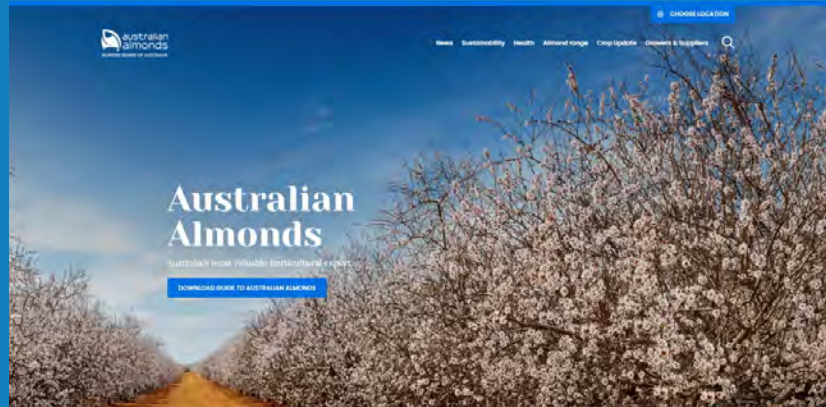 CHOOSE LOCATION
australian
almonds
ALMOND BOARD OF AUSTRALIA
News Sustainability Health Almond range Crop Update Growers & Suppliers
Australian
Almonds
Australia's most valuable horticultural export
DOWNLOAD GUIDE TO AUSTRALIAN ALMONDS